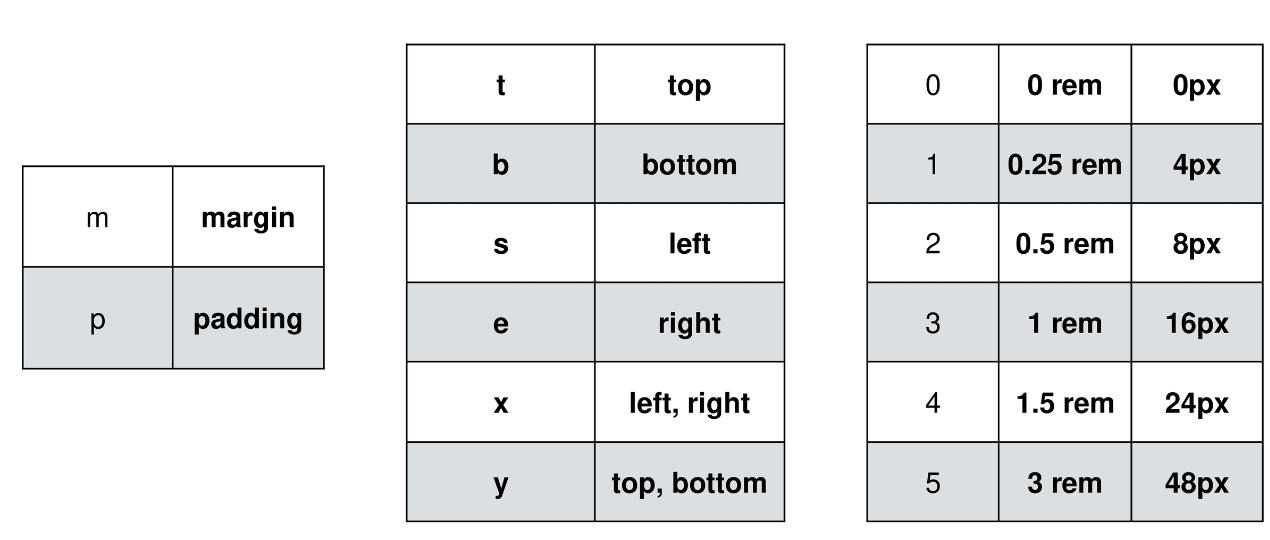 m margin
p padding
t top
b bottom
s left
e right
x left, right
y top, bottom
0 0 rem 0px
1 0.25 rem 4px
2 0.5 rem 8px
3 1 rem 16px
4 1.5 rem 24px
5 3 rem 48px